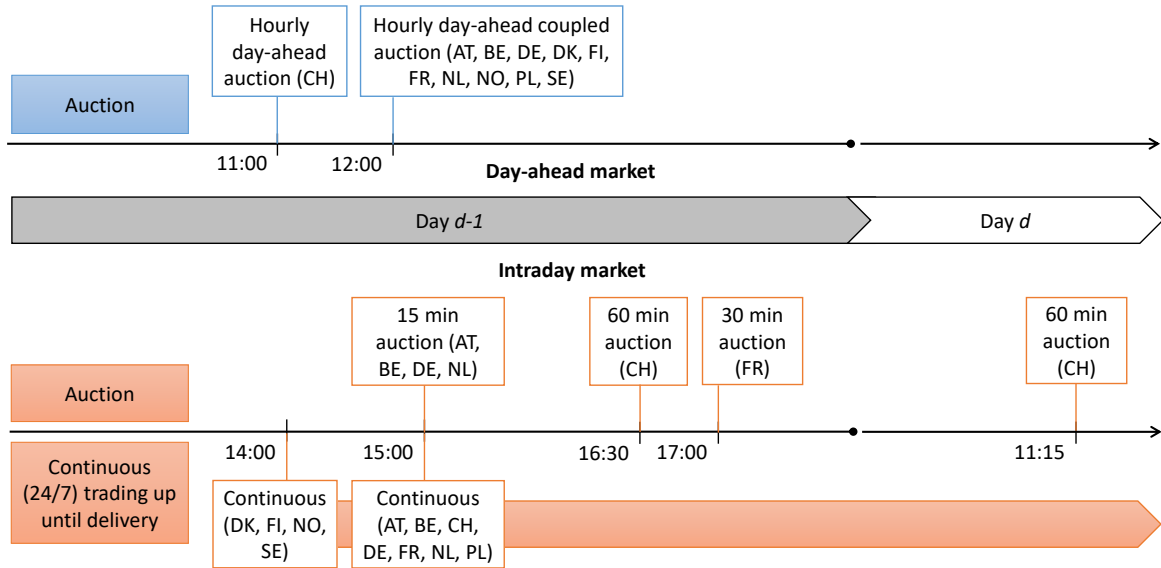 Hourly
day-ahead
auction (CH)
Hourly day-ahead coupled
auction (AT, BE, DE, DK, FI,
FR, NL, NO, PL, SE)
Auction
11:00
12:00
Day-ahead market
Day d-1
Day d
Intraday market
15 min
auction (AT,
BE, DE, NL)
60 min
auction
(CH)
30 min
auction
(FR)
60 min
auction
(CH)
Auction
14:00
15:00
16:30
17:00
11:15
Continuous
(24/7) trading up
until delivery
Continuous
(DK, FI, NO,
SE)
Continuous
(AT, BE, CH,
DE, FR, NL, PL)